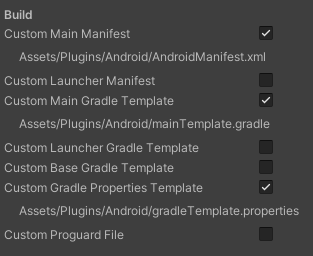 Build
Custom Main Manifest
Assets/Plugins/Android/AndroidManifest.xml
Custom Launcher Manifest
Custom Main Gradle Template
Assets/Plugins/Android/mainTemplate.gradle
Custom Launcher Gradle Template
Custom Base Gradle Template
Custom Gradle Properties Template
Assets/Plugins/Android/gradleTemplate.properties
Custom Proguard File